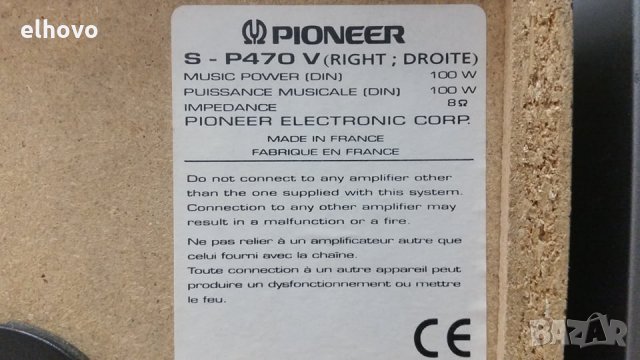 elhovo
PIONEER
S - P470 V (RIGHT ; DROITE)
MUSIC POWER (DIN) 100 W
PUISSANCE MUSICALE (DIN) 100 W
IMPEDANCE 8Ω
PIONEER ELECTRONIC CORP.
MADE IN FRANCE
FABRIQUE EN FRANCE
Do not connect to any amplifier other
than the one supplied with this system.
Connection to any other amplifier may
result in a malfunction or a fire.
Ne pas relier à un amplificateur autre que
celui fourni avec la chaîne.
Toute connection à un autre appareil peut
produire un dysfonctionnement ou mettre
le feu.
CE
BAZAR